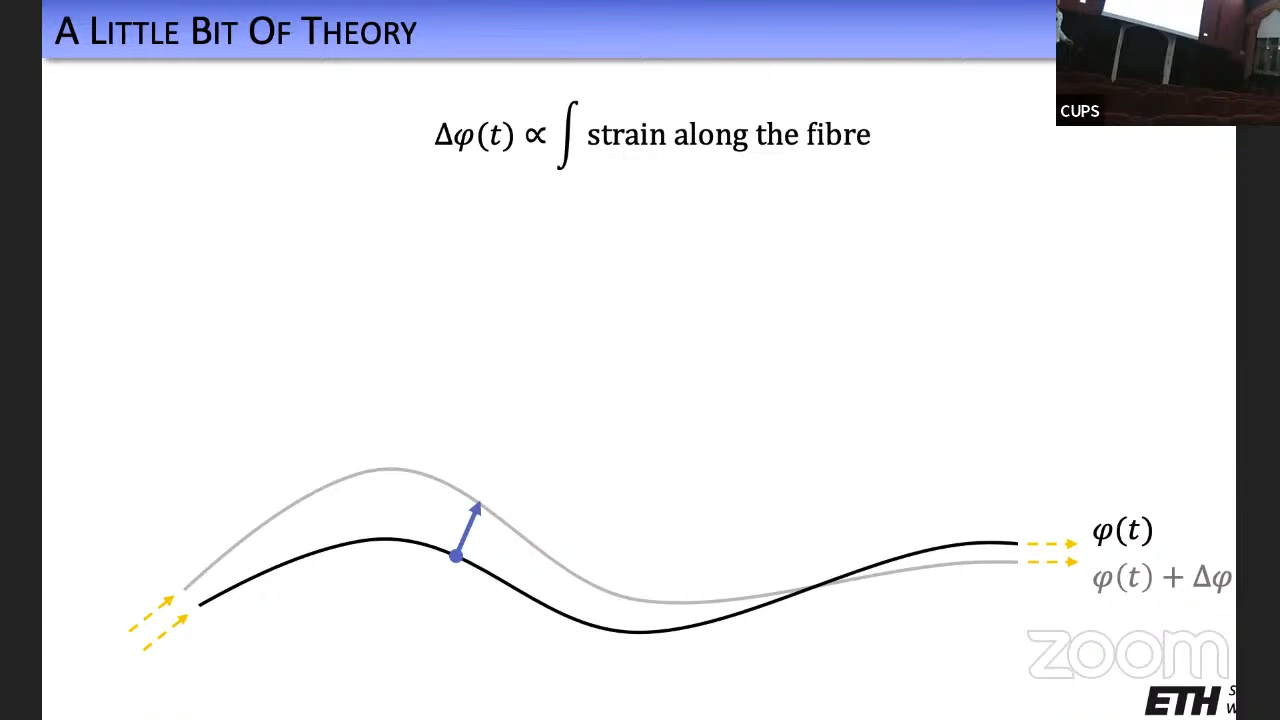 A LITTLE BIT OF THEORY
CUPS
Δφ(t) ∝ ∫ strain along the fibre
φ(t)
φ(t) + Δφ
zoom
ETH